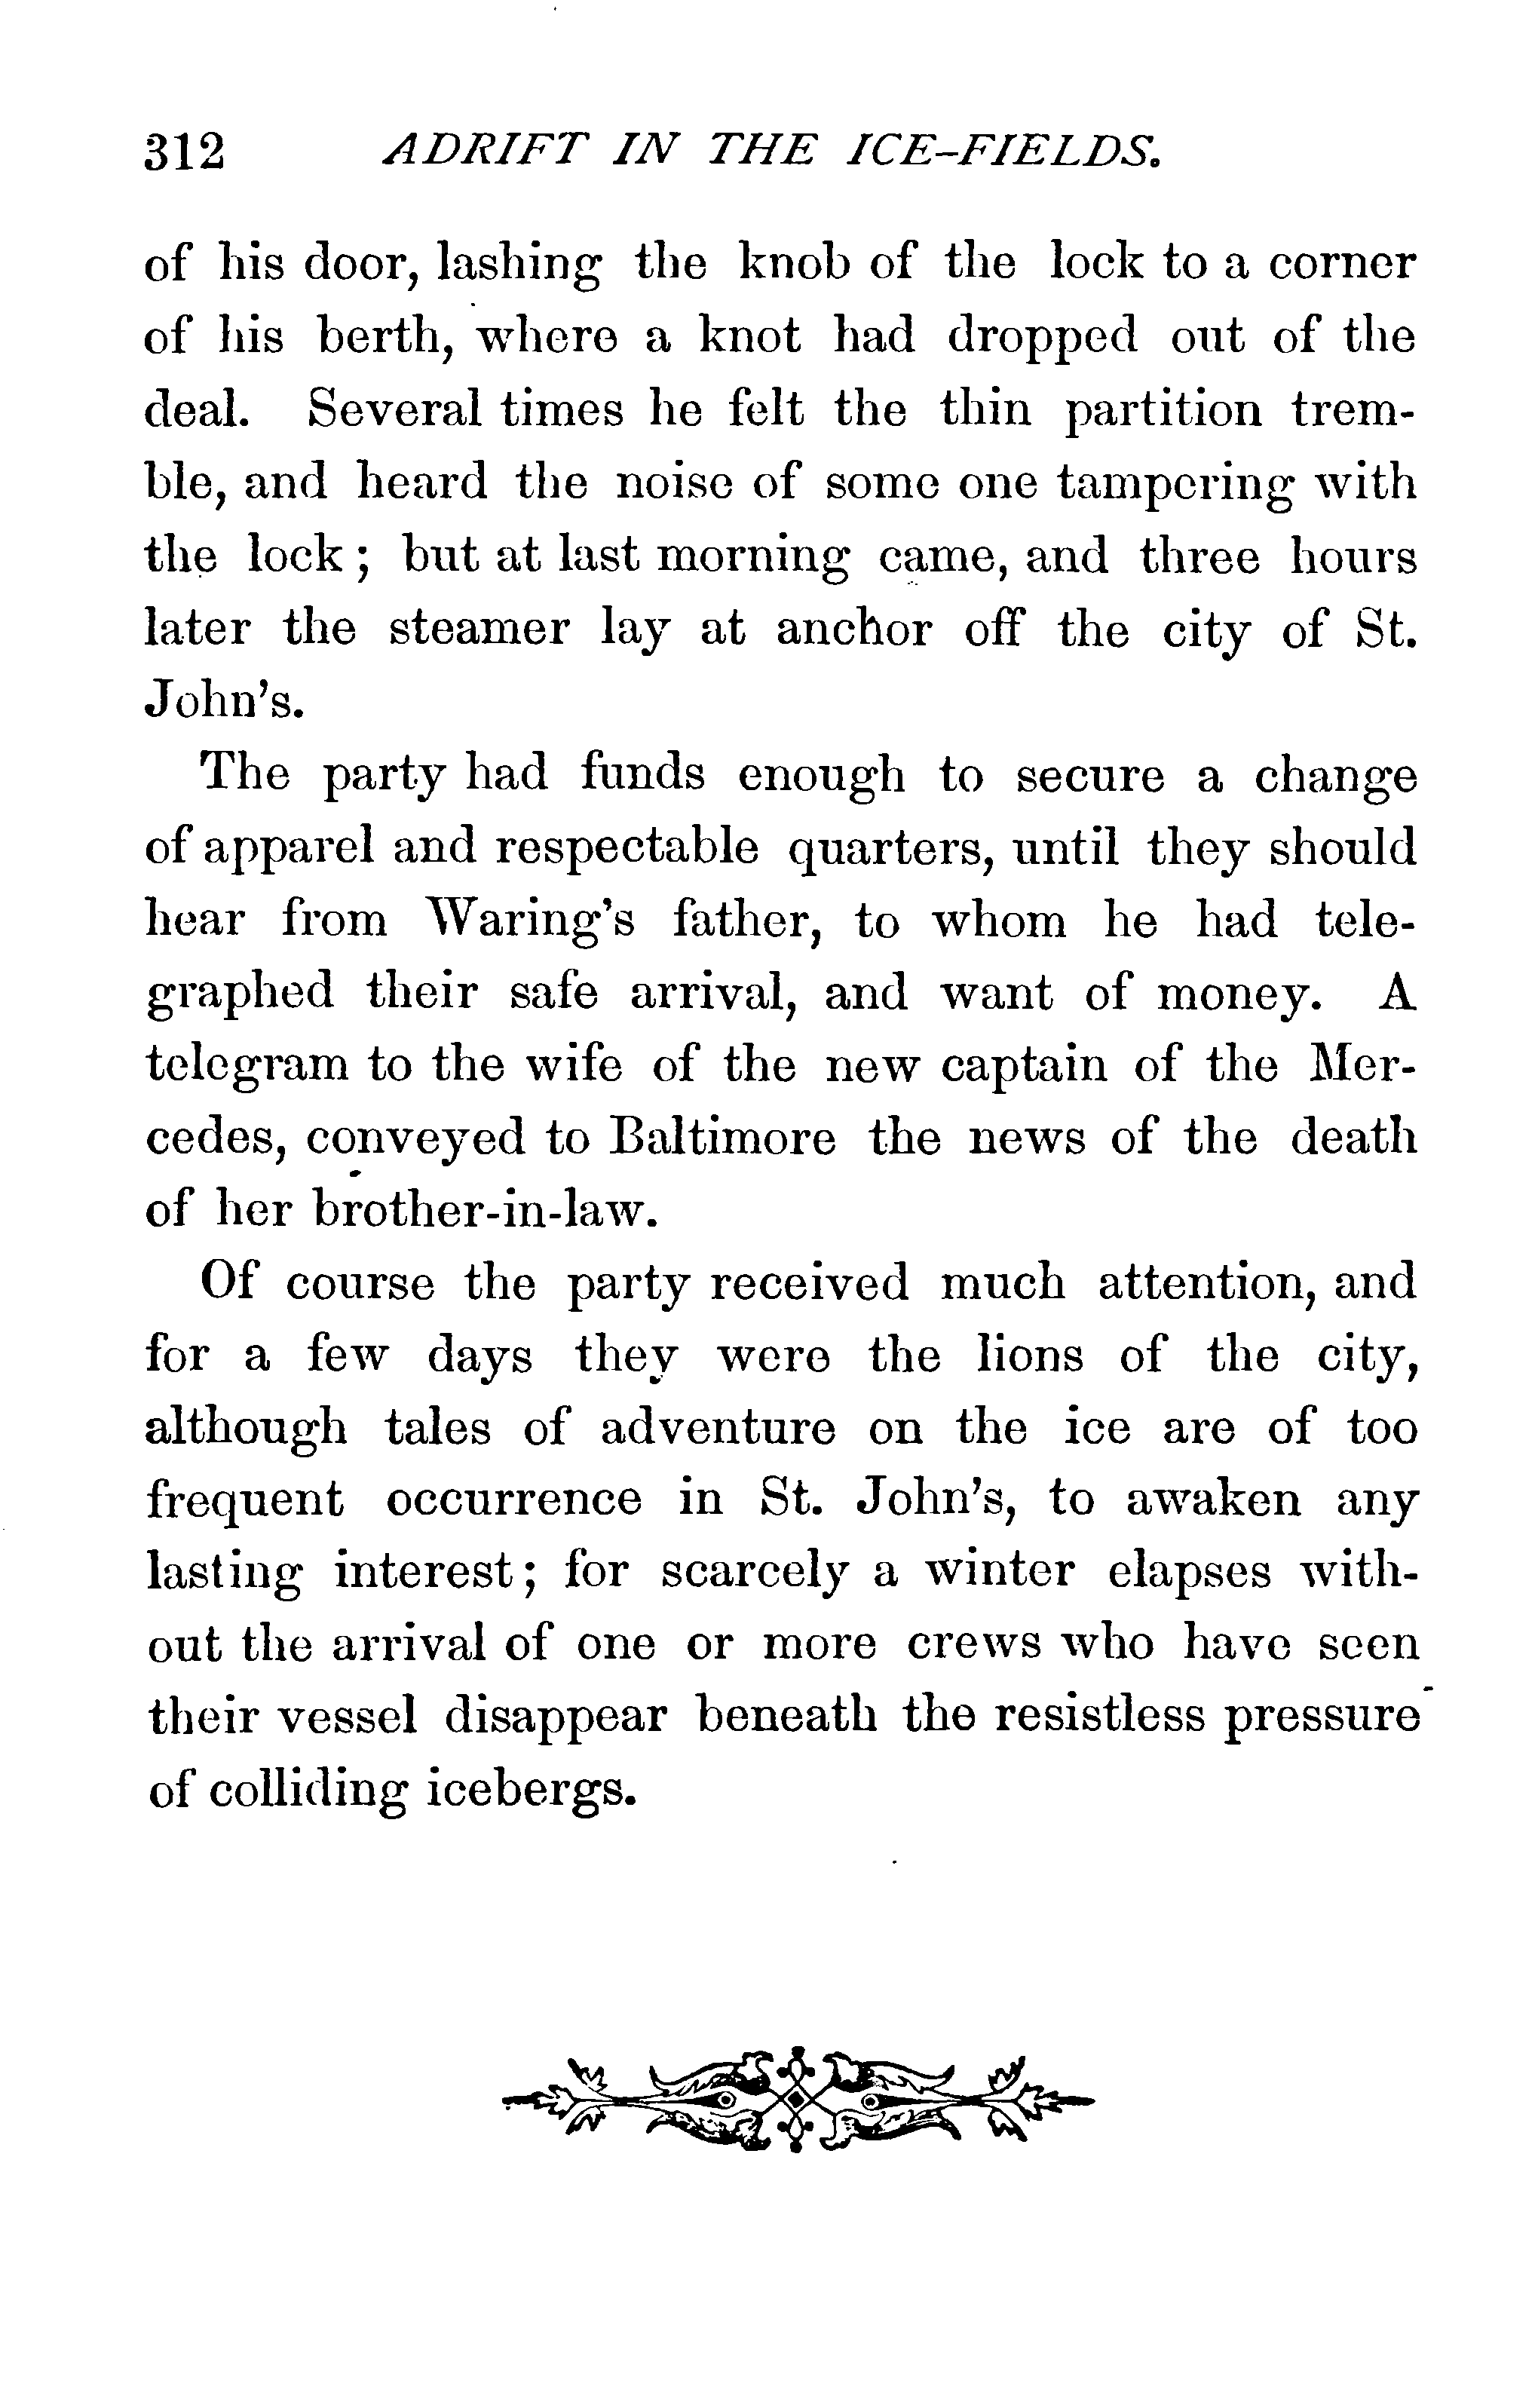 312 ADRIFT IN THE ICE-FIELDS.
of his door, lashing the knob of the lock to a corner
of his berth, where a knot had dropped out of the
deal. Several times he felt the thin partition trem-
ble, and heard the noise of some one tampering with
the lock; but at last morning came, and three hours
later the steamer lay at anchor off the city of St.
John's.
The party had funds enough to secure a change
of apparel and respectable quarters, until they should
hear from Waring's father, to whom he had tele-
graphed their safe arrival, and want of money. A
telegram to the wife of the new captain of the Mer-
cedes, conveyed to Baltimore the news of the death
of her brother-in-law.
Of course the party received much attention, and
for a few days they were the lions of the city,
although tales of adventure on the ice are of too
frequent occurrence in St. John's, to awaken any
lasting interest; for scarcely a winter elapses with-
out the arrival of one or more crews who have seen
their vessel disappear beneath the resistless pressure
of colliding icebergs.